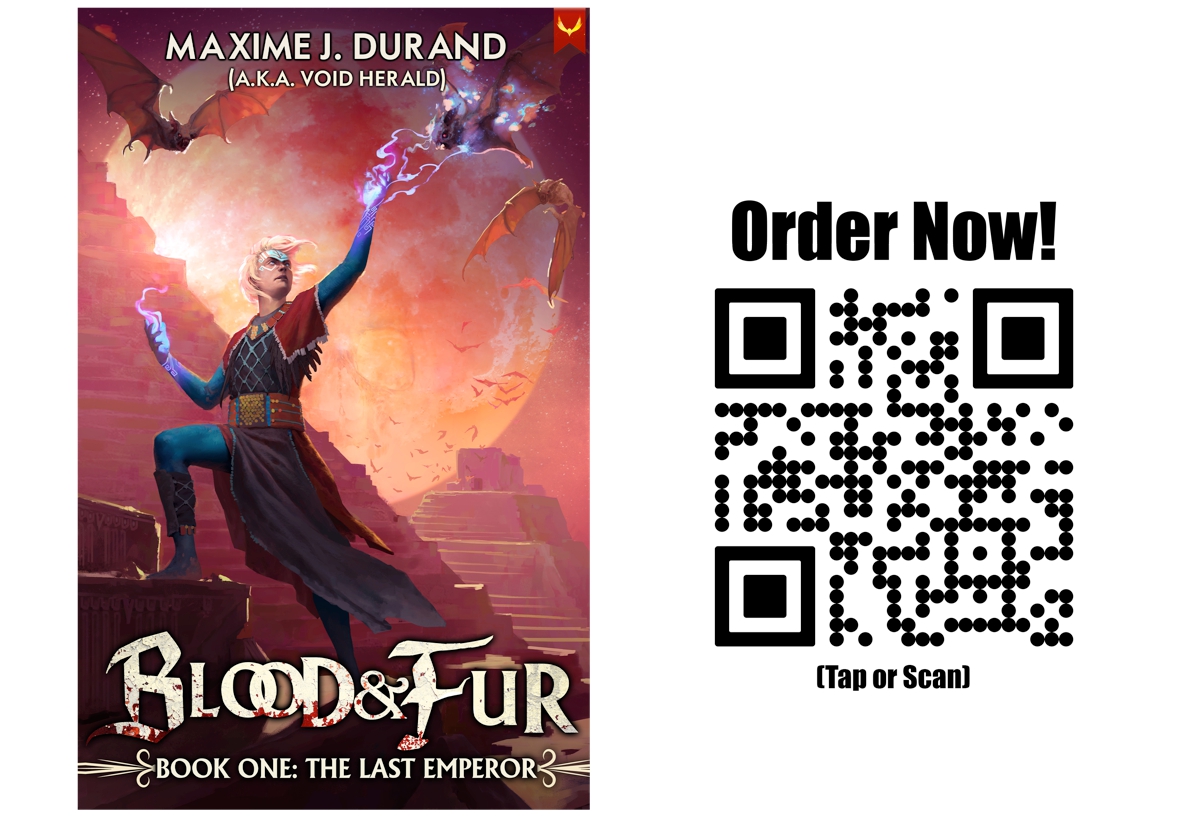 MAXIME J. DURAND
(A.K.A. VOID HERALD)
BLOOD & FUR
BOOK ONE: THE LAST EMPEROR
Order Now!
(Tap or Scan)